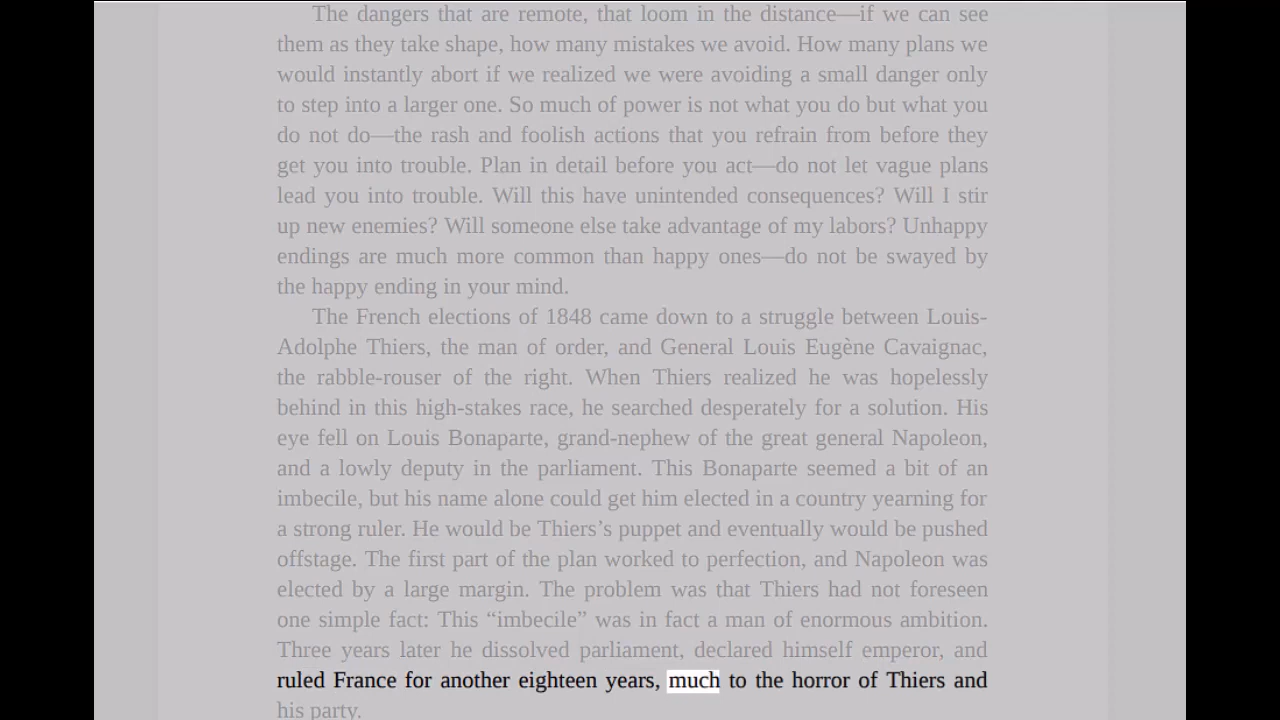 The dangers that are remote, that loom in the distance—if we can see
them as they take shape, how many mistakes we avoid. How many plans we
would instantly abort if we realized we were avoiding a small danger only
to step into a larger one. So much of power is not what you do but what you
do not do—the rash and foolish actions that you refrain from before they
get you into trouble. Plan in detail before you act—do not let vague plans
lead you into trouble. Will this have unintended consequences? Will I stir
up new enemies? Will someone else take advantage of my labors? Unhappy
endings are much more common than happy ones—do not be swayed by
the happy ending in your mind.
The French elections of 1848 came down to a struggle between Louis-
Adolphe Thiers, the man of order, and General Louis Eugène Cavaignac,
the rabble-rouser of the right. When Thiers realized he was hopelessly
behind in this high-stakes race, he searched desperately for a solution. His
eye fell on Louis Bonaparte, grand-nephew of the great general Napoleon,
and a lowly deputy in the parliament. This Bonaparte seemed a bit of an
imbecile, but his name alone could get him elected in a country yearning for
a strong ruler. He would be Thiers’s puppet and eventually would be pushed
offstage. The first part of the plan worked to perfection, and Napoleon was
elected by a large margin. The problem was that Thiers had not foreseen
one simple fact: This “imbecile” was in fact a man of enormous ambition.
Three years later he dissolved parliament, declared himself emperor, and
ruled France for another eighteen years, much to the horror of Thiers and
his party.